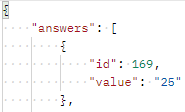 {
"answers": [
{
"id": 169,
"value": "25"
},